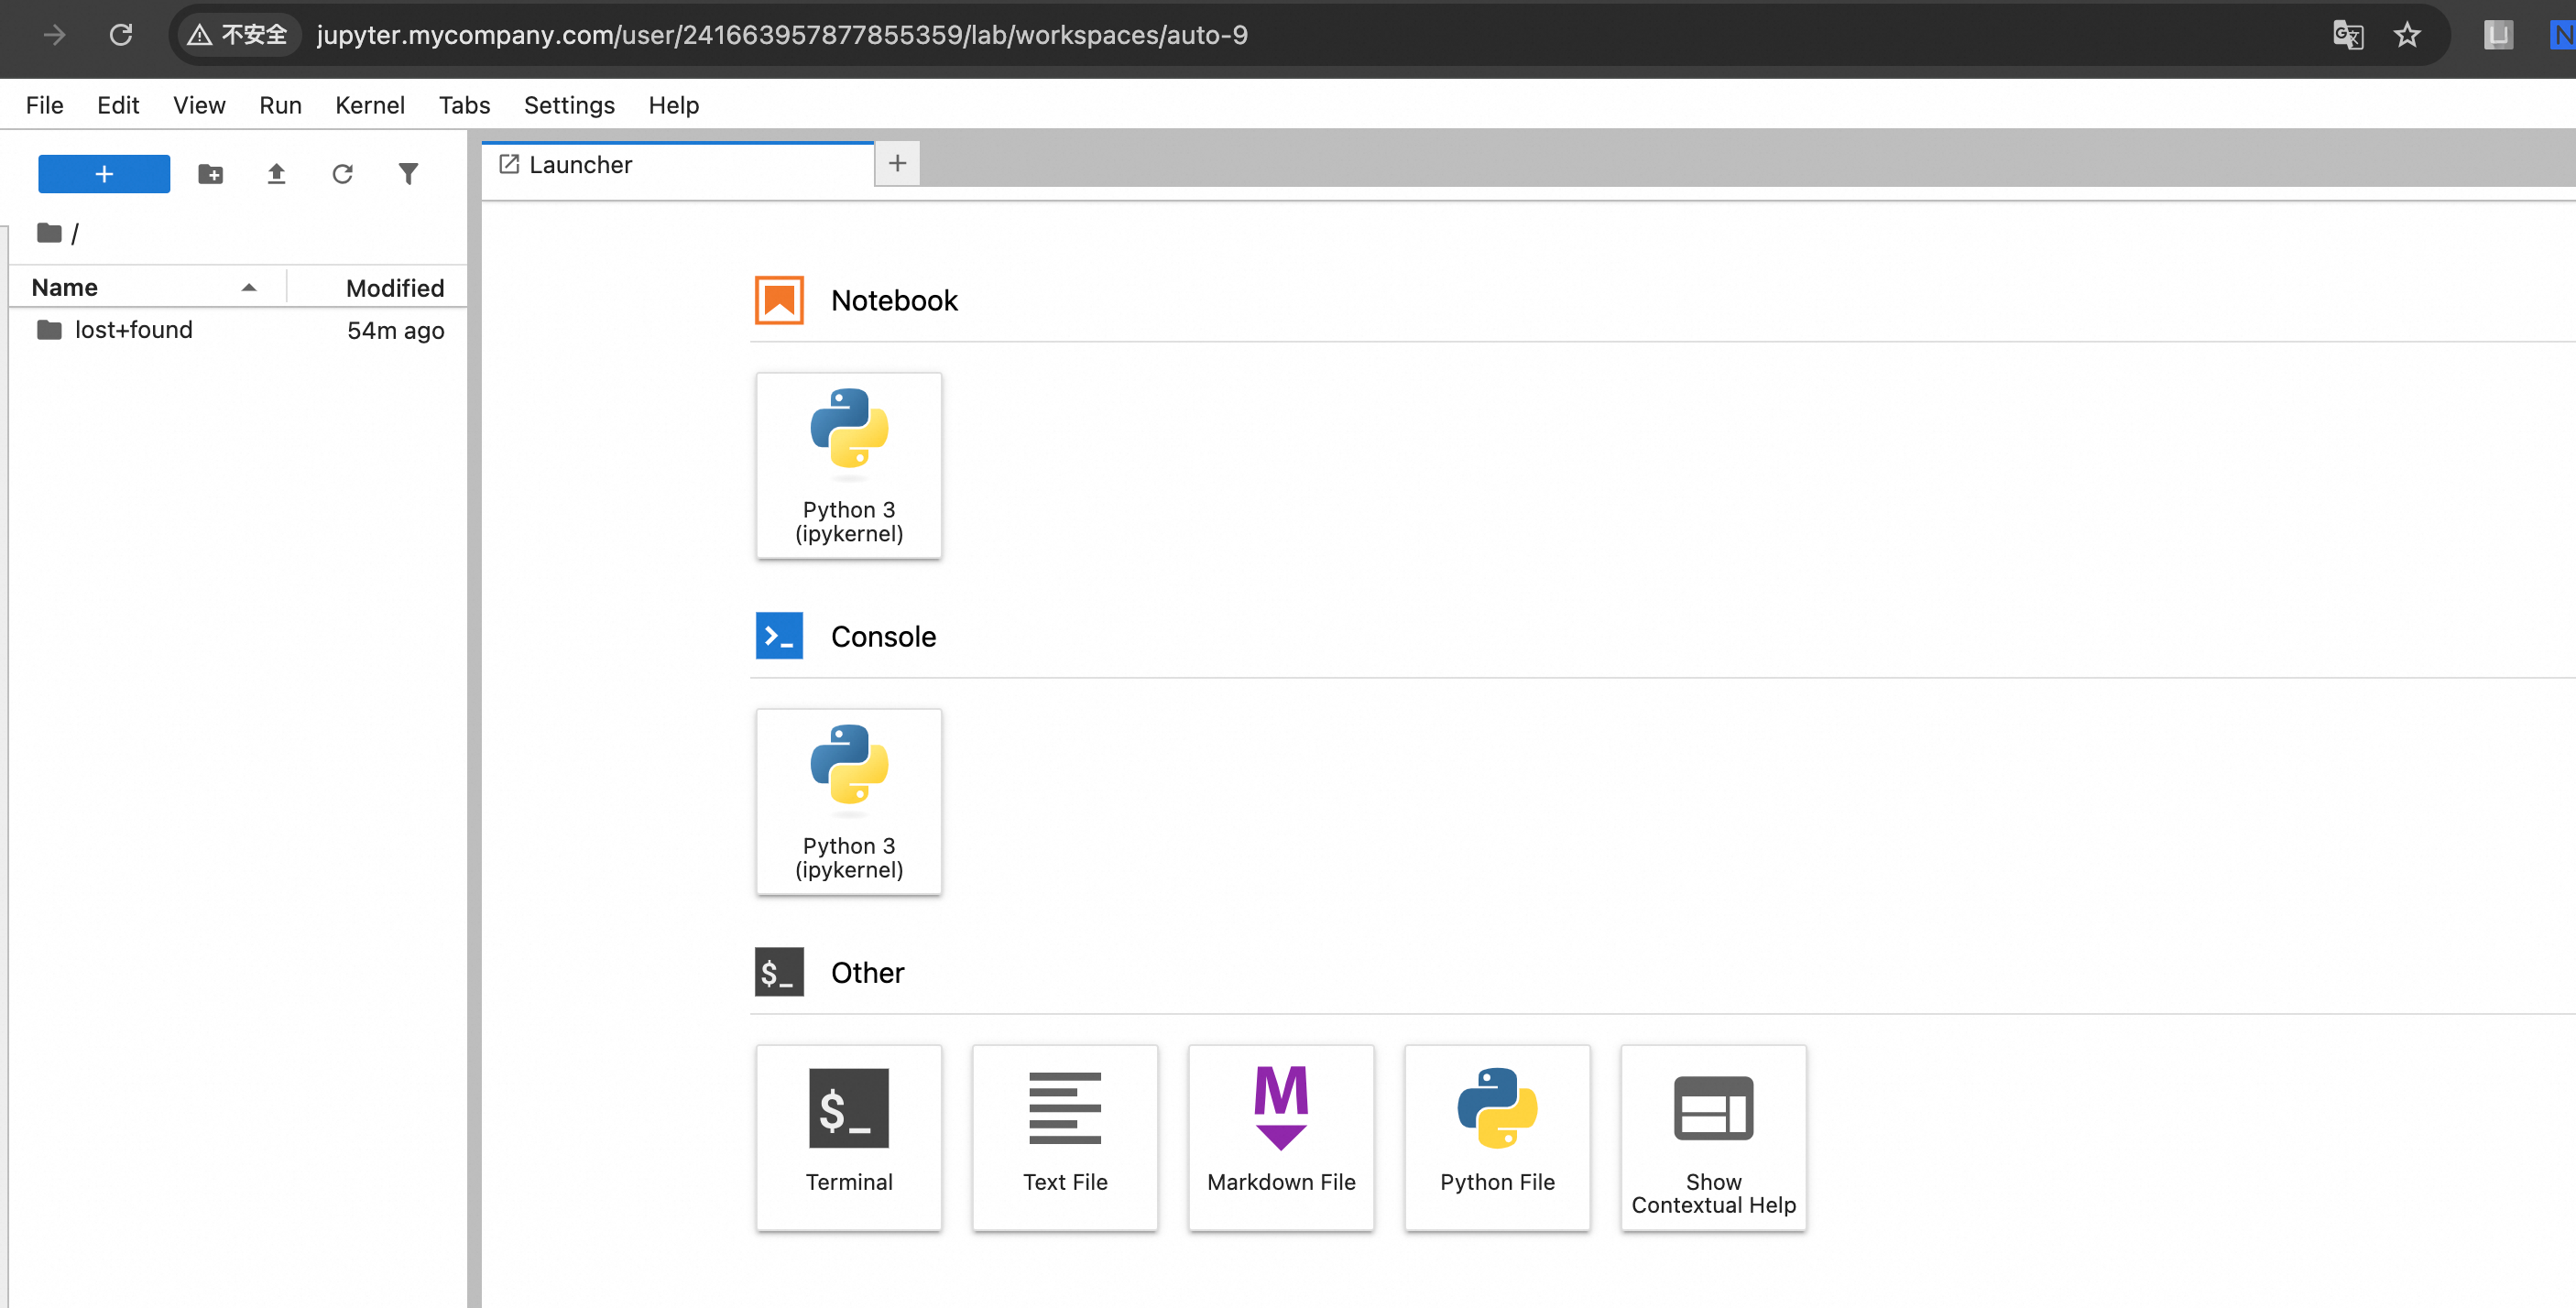 不安全 jupyter.mycompany.com/user/241663957877855359/lab/workspaces/auto-9
File Edit View Run Kernel Tabs Settings Help
Launcher
/
Name Modified
lost+found 54m ago
Notebook
Python 3
(ipykernel)
Console
Python 3
(ipykernel)
$_ Other
$_
M
Terminal
Text File
Markdown File
Python File
Show
Contextual Help